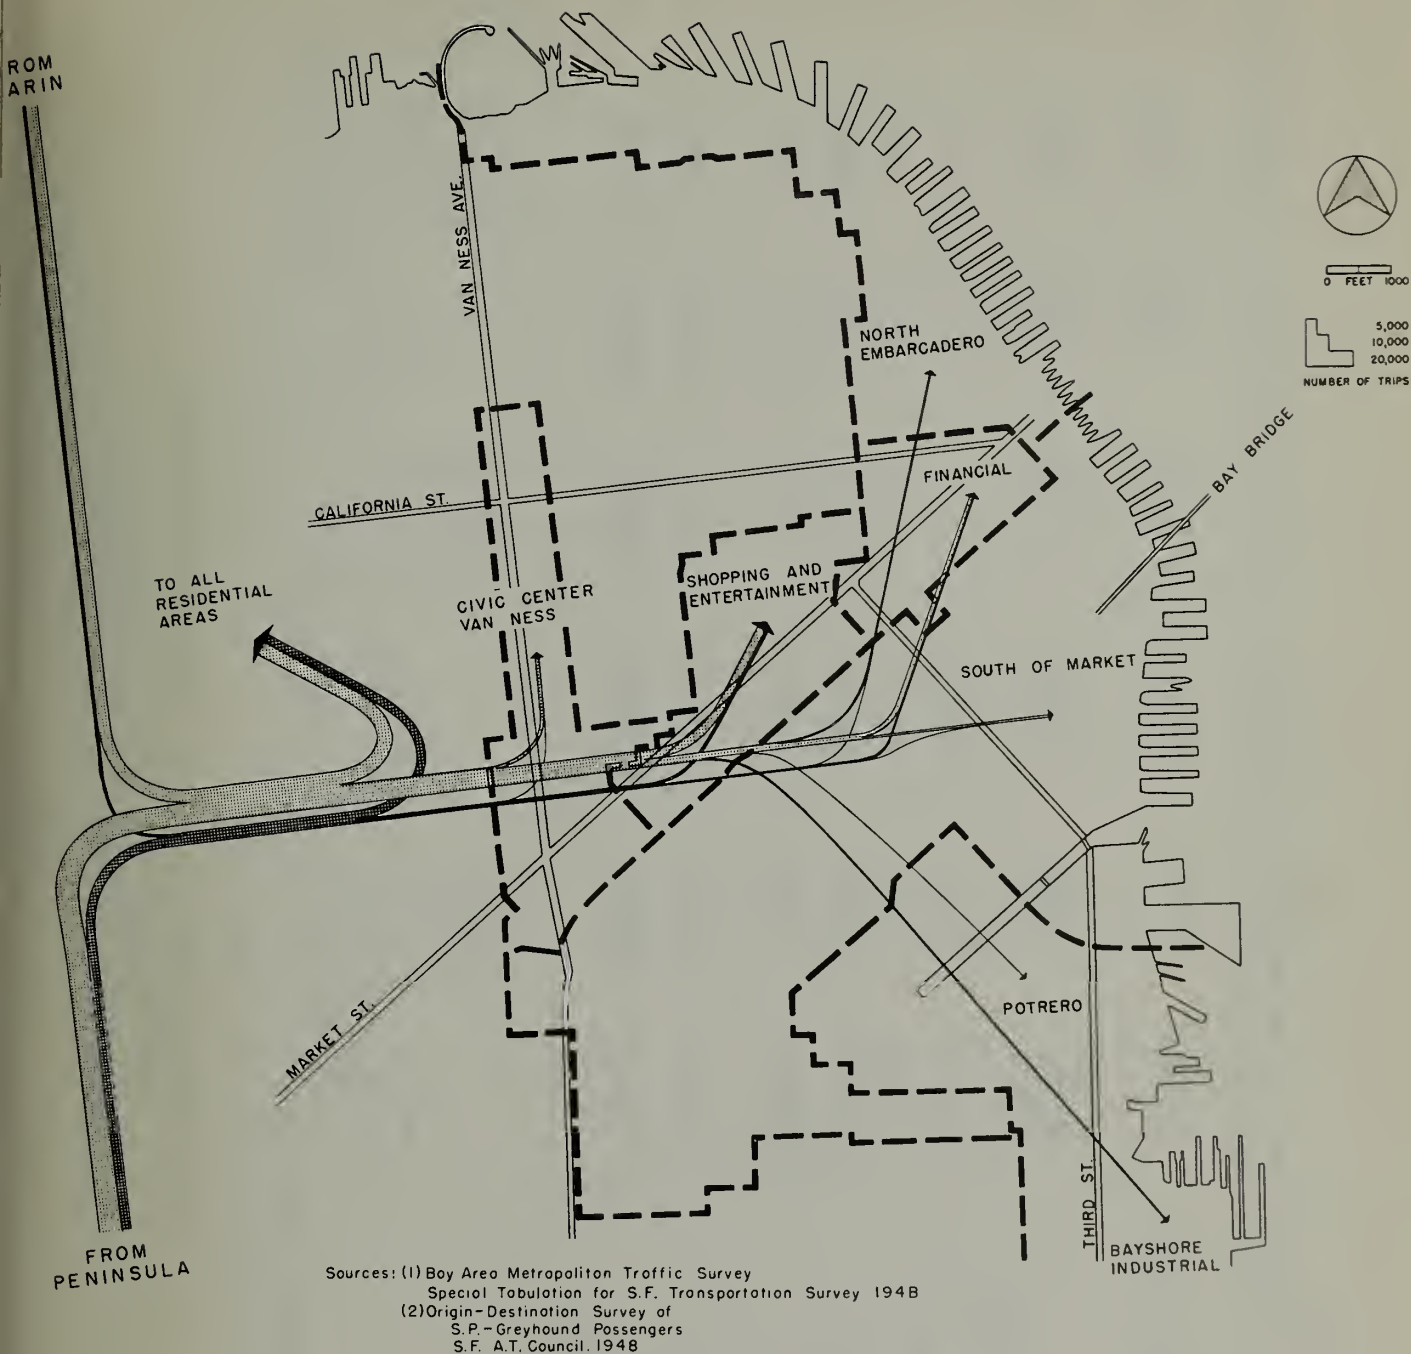 ROM
ARIN
VAN NESS AVE.
NORTH
EMBARCADERO
0 FEET 1000
5,000
10,000
20,000
NUMBER OF TRIPS
BAY BRIDGE
FINANCIAL
CALIFORNIA ST.
TO ALL
RESIDENTIAL
AREAS
SHOPPING AND
ENTERTAINMENT
CIVIC CENTER
VAN NESS
SOUTH OF MARKET
POTRERO
MARKET ST.
THIRD ST.
BAYSHORE
INDUSTRIAL
FROM
PENINSULA
Sources: (1) Bay Area Metropolitan Traffic Survey
Special Tabulation for S.F. Transportation Survey 1948
(2) Origin-Destination Survey of
S.P.-Greyhound Passengers
S.F. A.T. Council. 1948